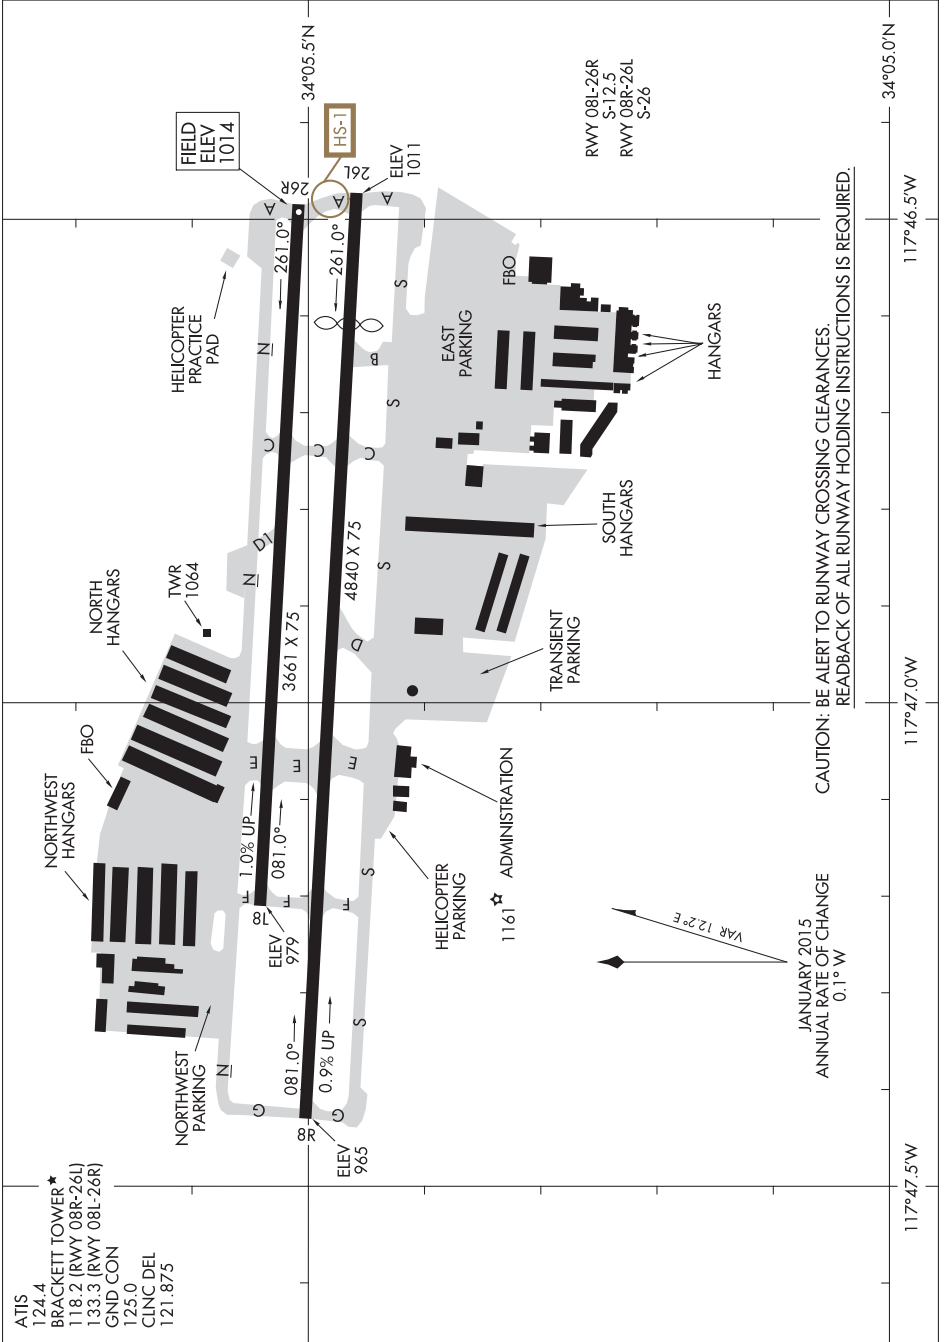 ATIS
124.4
BRACKETT TOWER★
118.2 (RWY 08R-26L)
133.3 (RWY 08L-26R)
GND CON
125.0
CLNC DEL
121.875
NORTHWEST
HANGARS
FBO
NORTH
HANGARS
TWR
1064
HELICOPTER
PRACTICE
PAD
FIELD
ELEV
1014
HS-1
34°05.5'N
NORTHWEST
PARKING
N
N
N
G
G
F
F
F
E
E
E
D1
D
C
C
C
B
A
A
A
S
S
S
S
S
8L
26R
ELEV
979
1.0% UP
081.0°
3661 X 75
261.0°
8R
26L
ELEV
965
081.0°
0.9% UP
4840 X 75
261.0°
ELEV
1011
HELICOPTER
PARKING
1161
ADMINISTRATION
TRANSIENT
PARKING
SOUTH
HANGARS
EAST
PARKING
FBO
HANGARS
RWY 08L-26R
S-12.5
RWY 08R-26L
S-26
VAR 12.2°E
JANUARY 2015
ANNUAL RATE OF CHANGE
0.1° W
CAUTION: BE ALERT TO RUNWAY CROSSING CLEARANCES.
READBACK OF ALL RUNWAY HOLDING INSTRUCTIONS IS REQUIRED.
34°05.0'N
117°47.5'W
117°47.0'W
117°46.5'W